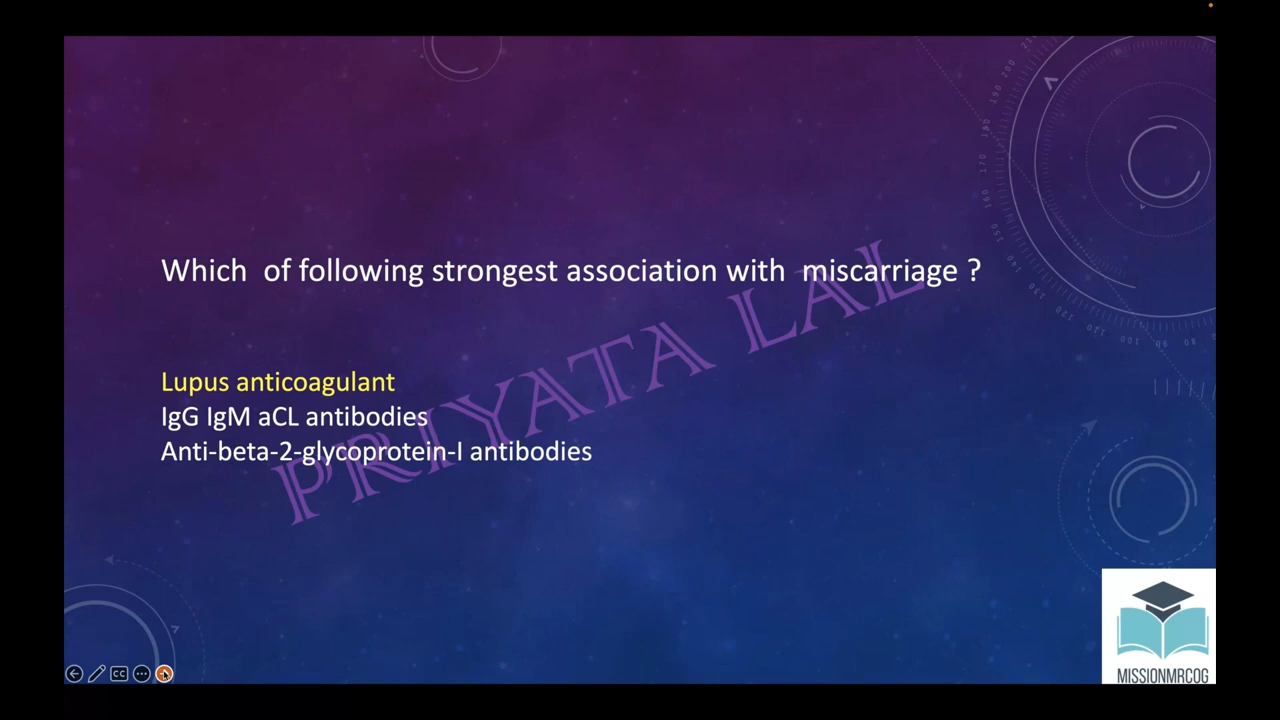 Which of following strongest association with miscarriage ?
Lupus anticoagulant
IgG IgM aCL antibodies
Anti-beta-2-glycoprotein-I antibodies
PRIYATA LAL
MISSIONMRCOG
CC